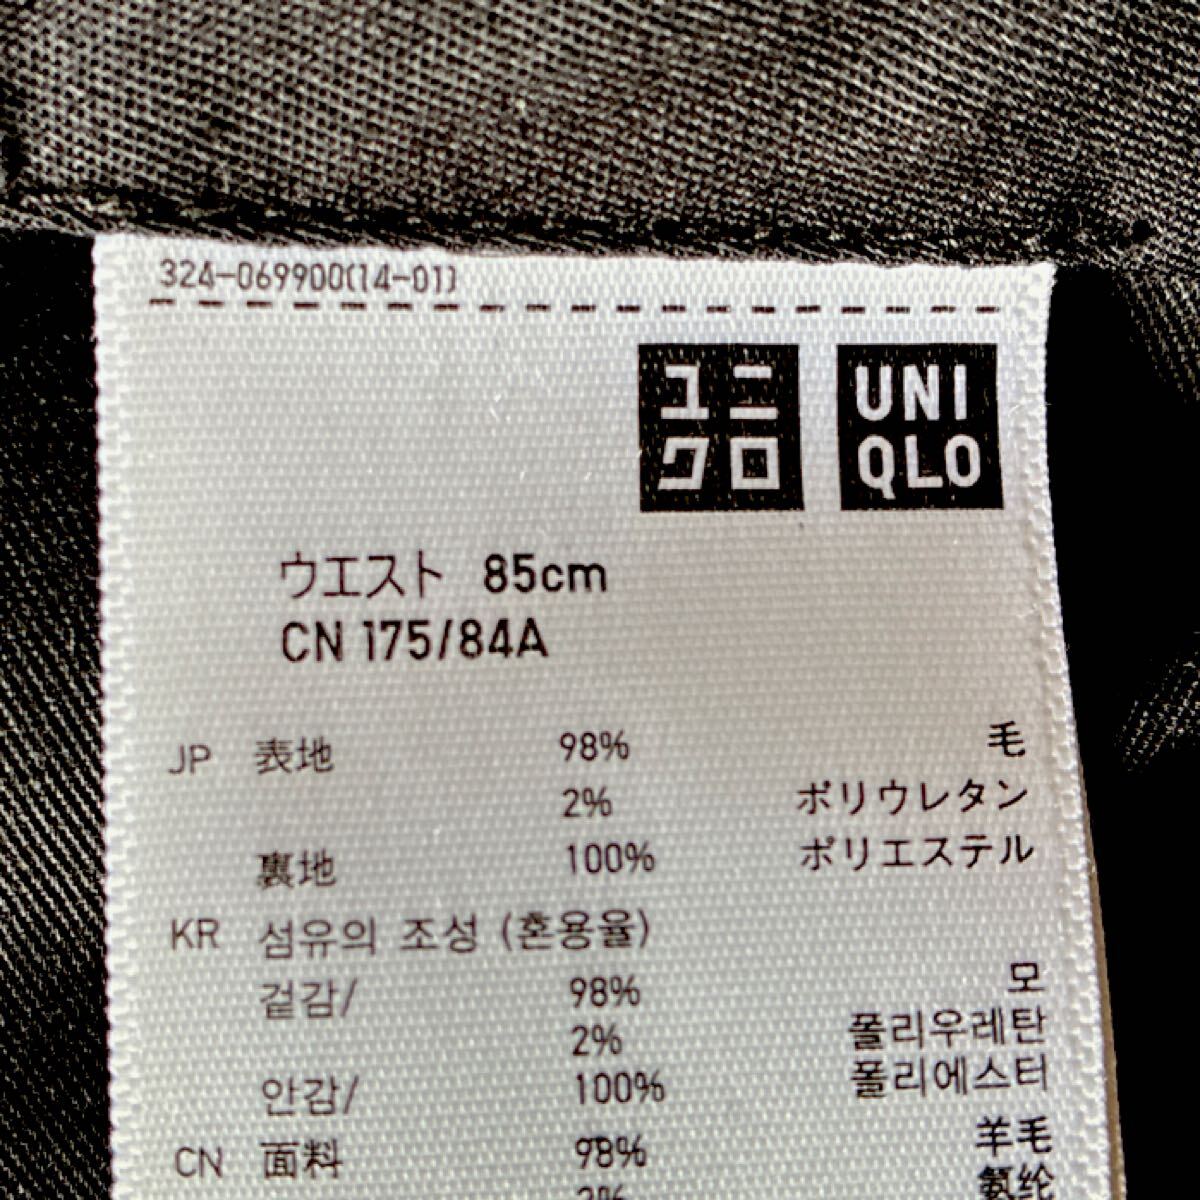 324-069900(14-01)
ユニ
クロ
UNI
QLO
ウエスト 85cm
CN 175/84A
JP 表地 98% 毛
2% ポリウレタン
裏地 100% ポリエステル
KR 섬유의 조성 (혼용율)
겉감/ 98% 모
2% 폴리우레탄
안감/ 100% 폴리에스터
CN 面料 98% 羊毛
2% 氨纶